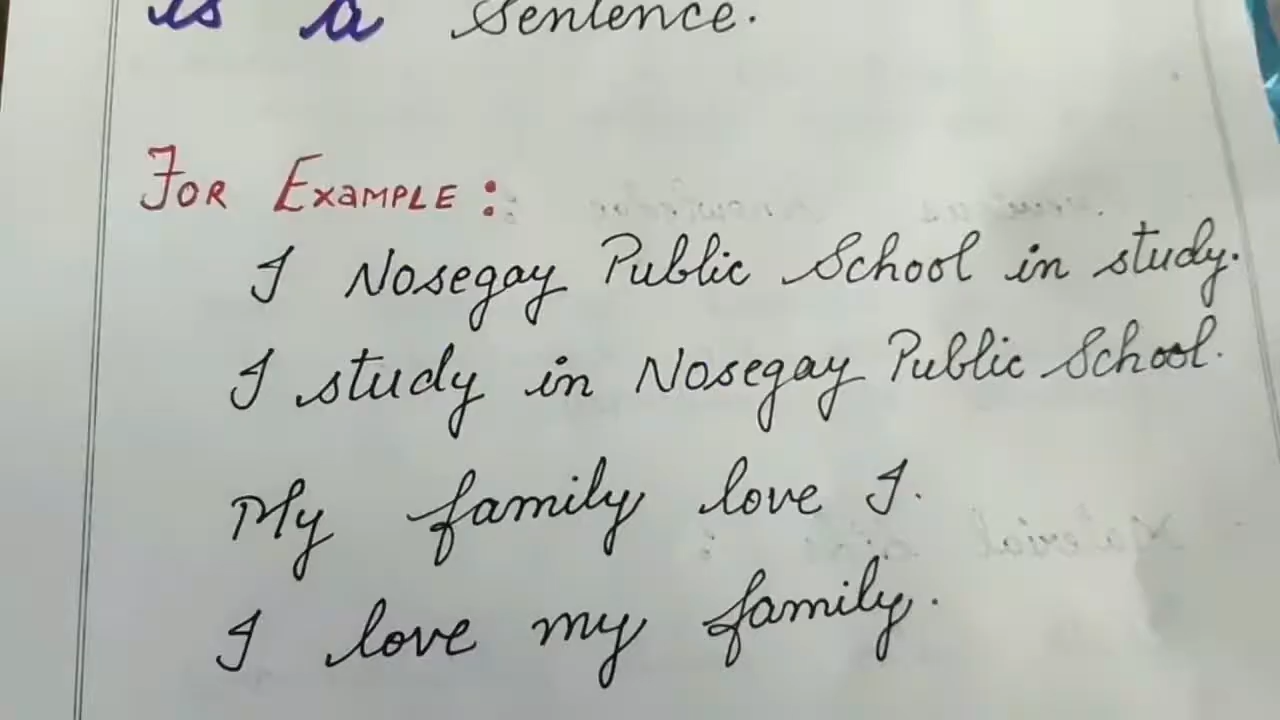 is a Sentence.
FOR EXAMPLE:
I Nosegay Public School in study.
I study in Nosegay Public School.
My family love I.
I love my family.